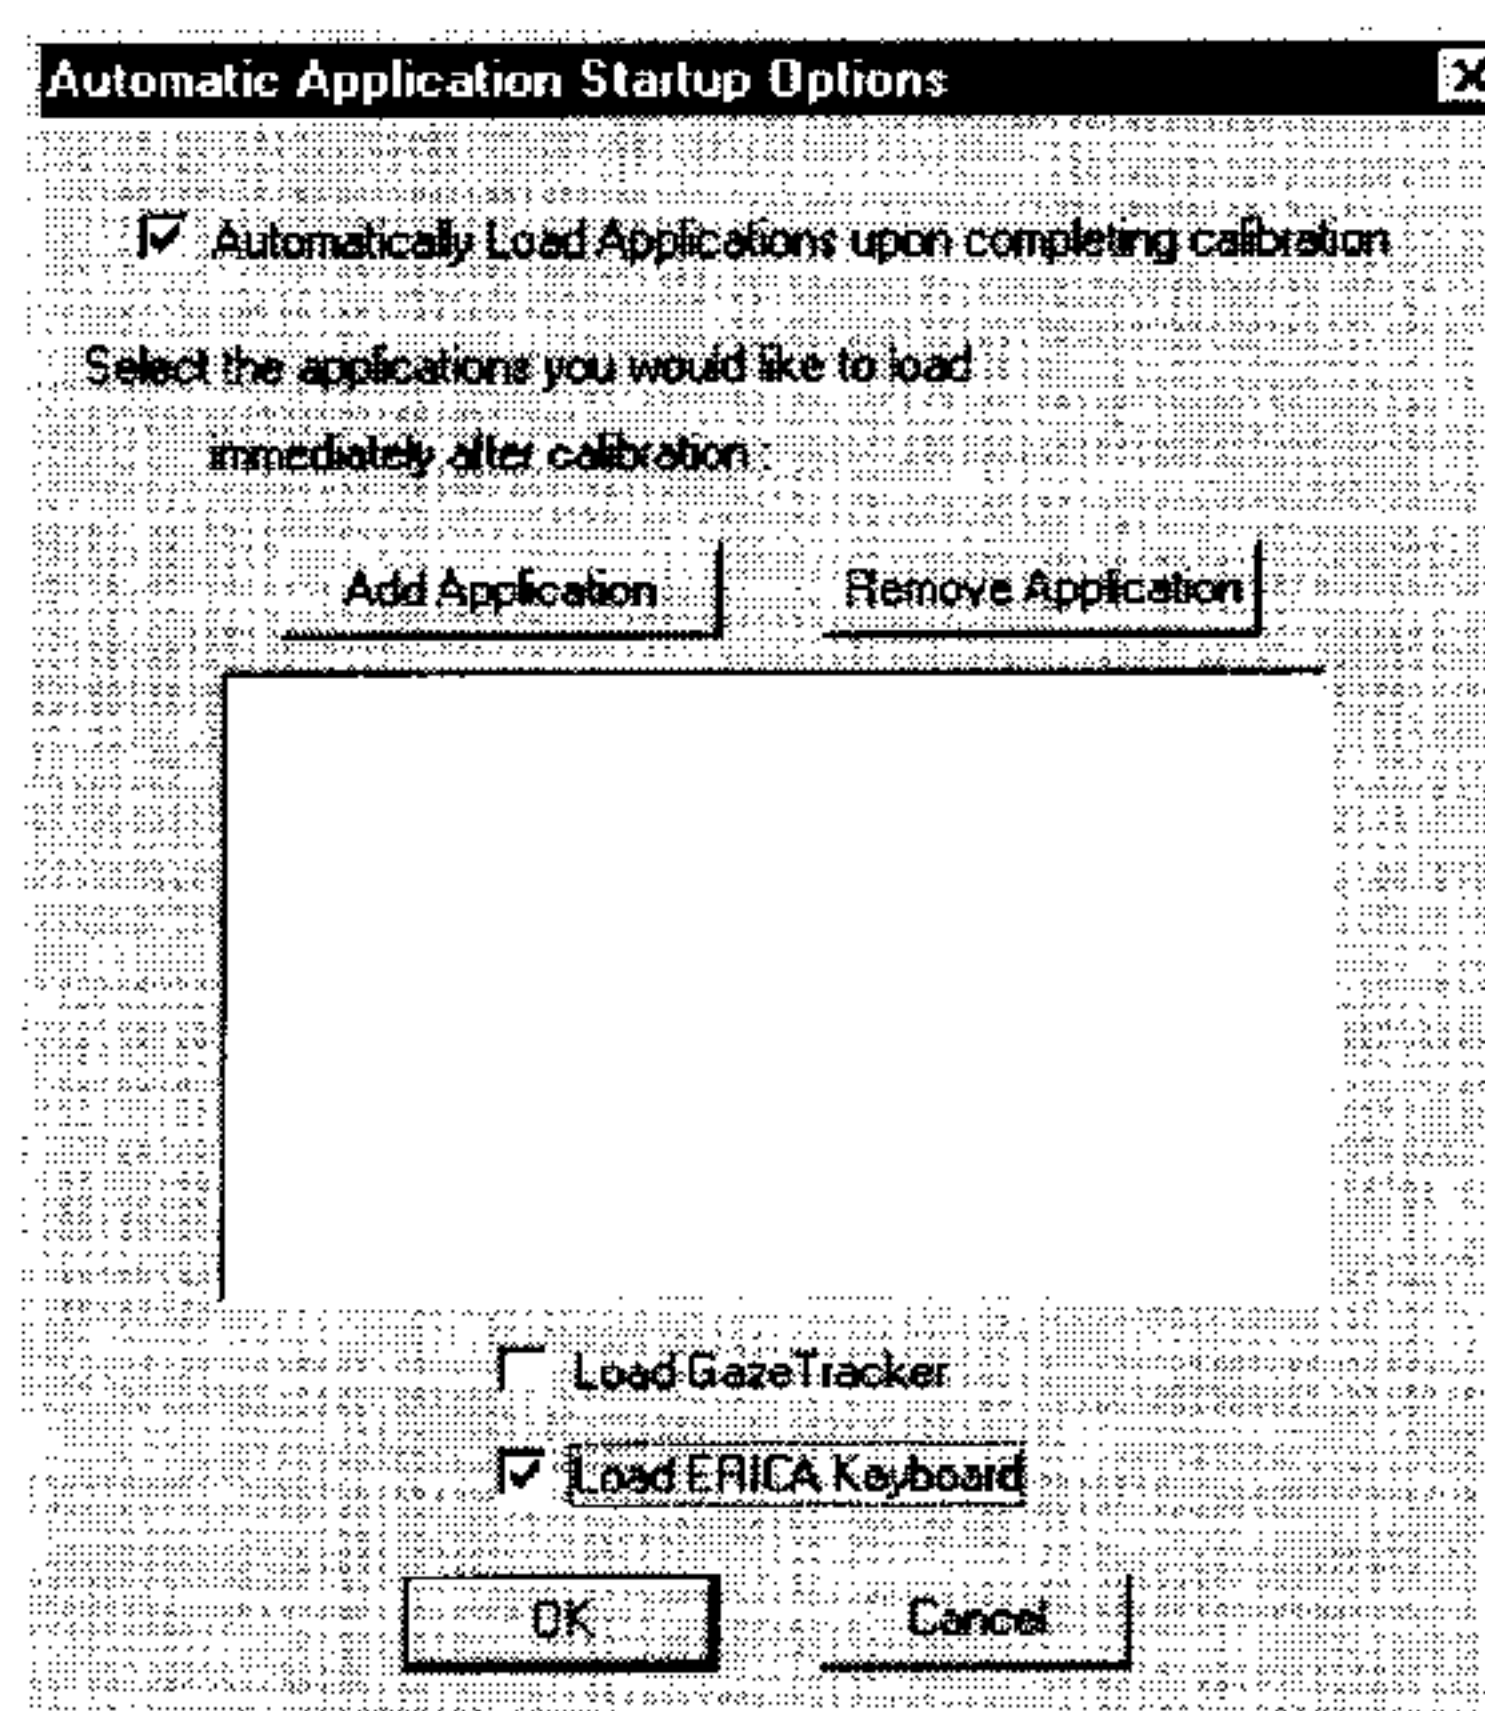 Automatic Application Startup Options
Automatically Load Applications upon completing calibration
Select the applications you would like to load
immediately after calibration :
Add Application
Remove Application
Load GazeTracker
Load ERICA Keyboard
OK
Cancel